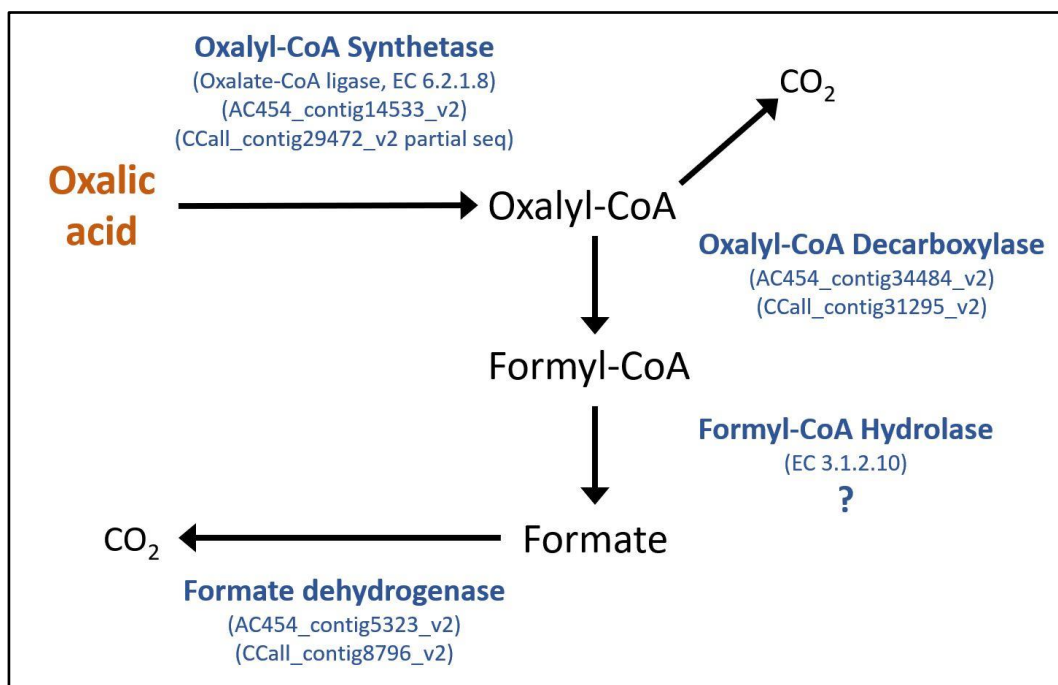 Oxalyl-CoA Synthetase
(Oxalate-CoA ligase, EC 6.2.1.8)
(AC454_contig14533_v2)
(CCall_contig29472_v2 partial seq)
CO2
Oxalic
acid
Oxalyl-CoA
Oxalyl-CoA Decarboxylase
(AC454_contig34484_v2)
(CCall_contig31295_v2)
Formyl-CoA
Formyl-CoA Hydrolase
(EC 3.1.2.10)
?
CO2
Formate
Formate dehydrogenase
(AC454_contig5323_v2)
(CCall_contig8796_v2)